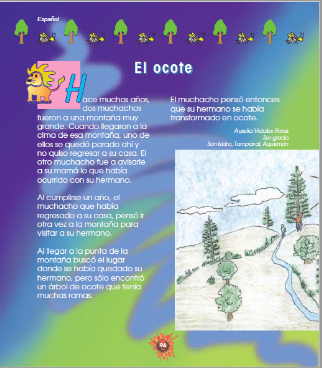 Español
El ocote
Hace muchos años,
dos muchachos
fueron a una montaña muy
grande. Cuando llegaron a la
cima de esa montaña, uno de
ellos se quedó parado ahí y
no quiso regresar a su casa. El
otro muchacho fue a avisarle
a su mamá lo que había
ocurrido con su hermano.
Al cumplirse un año, el
muchacho que había
regresado a su casa, pensó ir
otra vez a la montaña para
visitar a su hermano.
Al llegar a la punta de la
montaña buscó el lugar
donde se había quedado su
hermano, pero sólo encontró
un árbol de ocote que tenía
muchas ramas.
El muchacho pensó entonces
que su hermano se había
transformado en ocote.
Aurelio Vidales Flores
3er grado
San Isidro, Tampaxal, Aquismón
94